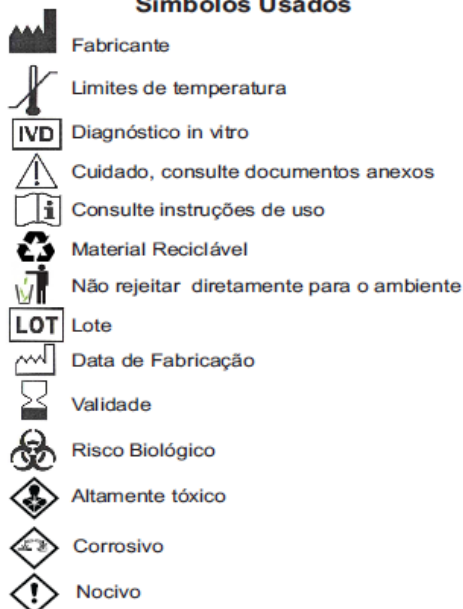 Símbolos Usados
Fabricante
Limites de temperatura
IVD Diagnóstico in vitro
Cuidado, consulte documentos anexos
i Consulte instruções de uso
Material Reciclável
Não rejeitar diretamente para o ambiente
LOT Lote
Data de Fabricação
Validade
Risco Biológico
Altamente tóxico
Corrosivo
Nocivo